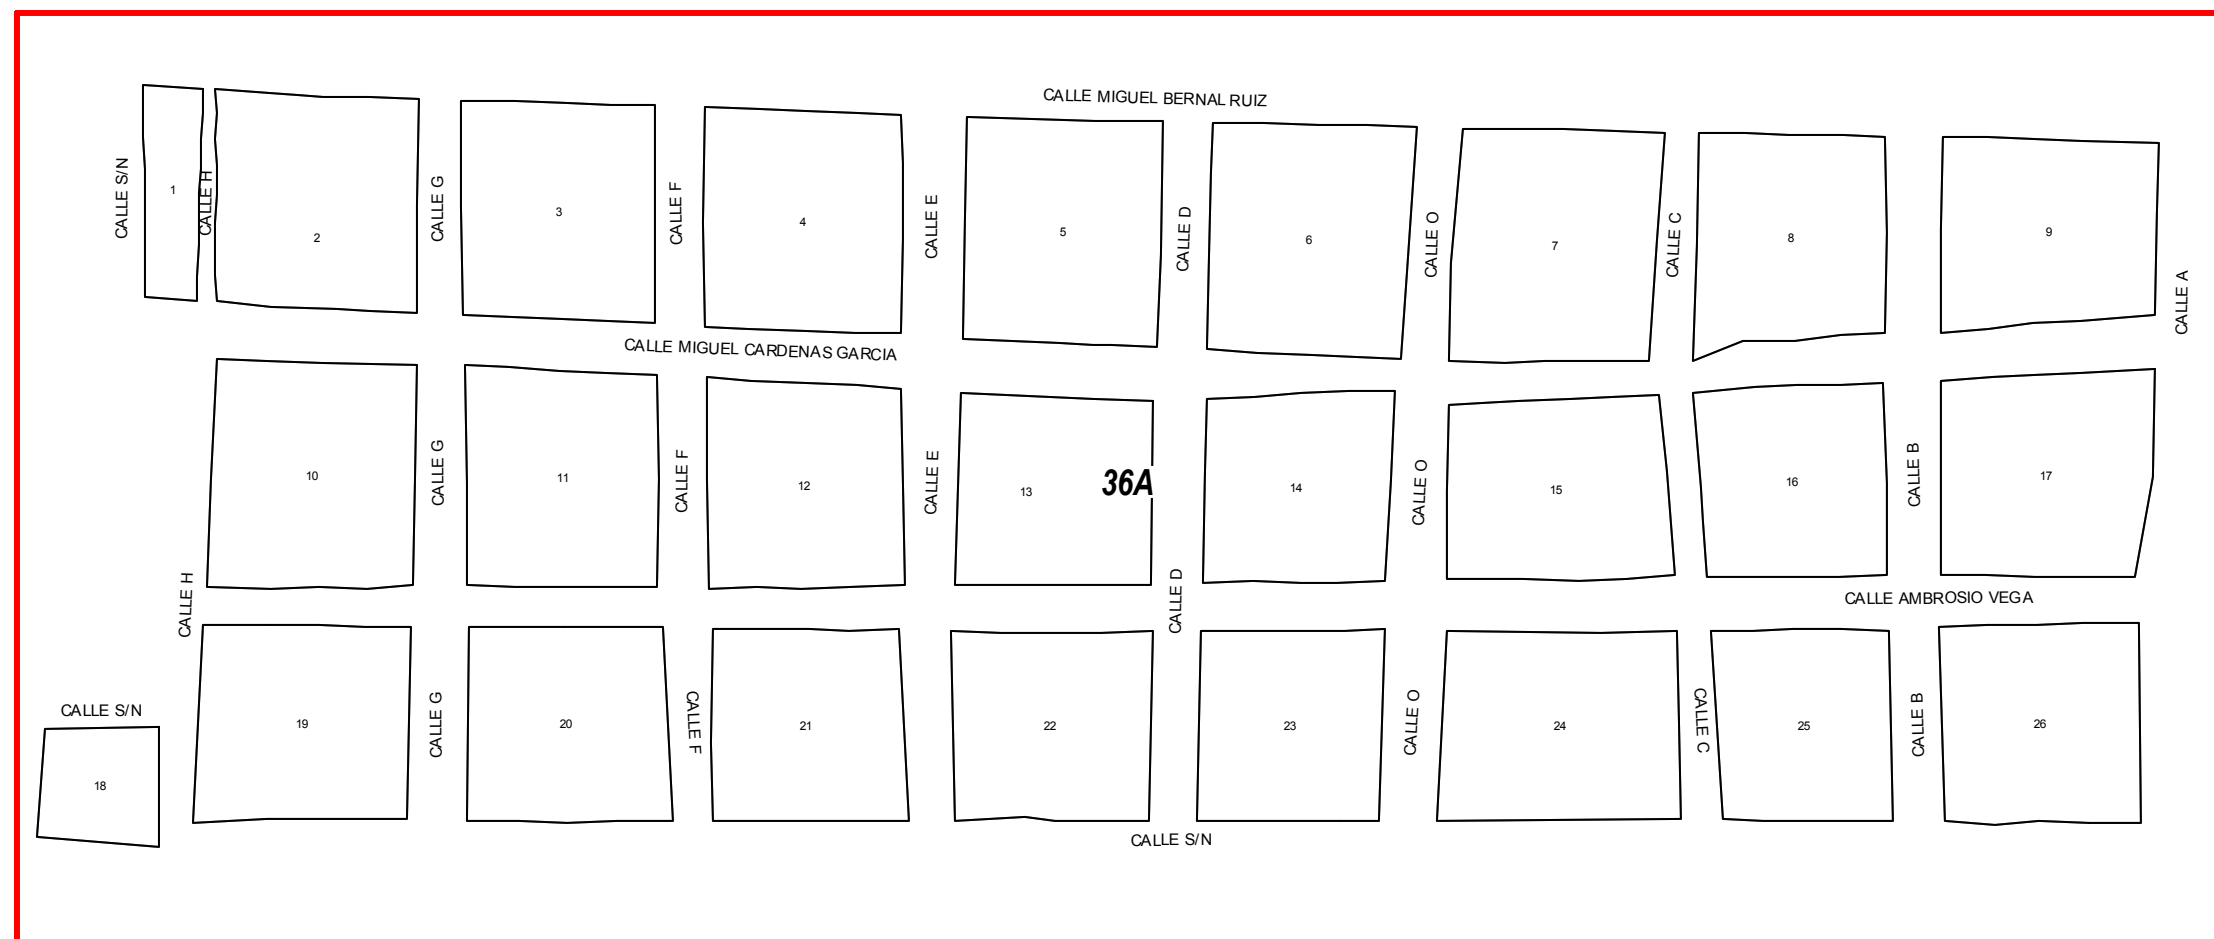 CALLE MIGUEL BERNAL RUIZ
CALLE S/N
1
CALLE H
2
CALLE G
3
CALLE F
4
CALLE E
5
CALLE D
6
CALLE O
7
CALLE C
8
9
CALLE A
CALLE MIGUEL CARDENAS GARCIA
10
CALLE G
11
CALLE F
12
CALLE E
13
36A
14
CALLE O
15
16
CALLE B
17
CALLE H
CALLE D
CALLE AMBROSIO VEGA
CALLE S/N
18
19
CALLE G
20
CALLE F
21
22
23
CALLE O
24
CALLE C
25
CALLE B
26
CALLE S/N